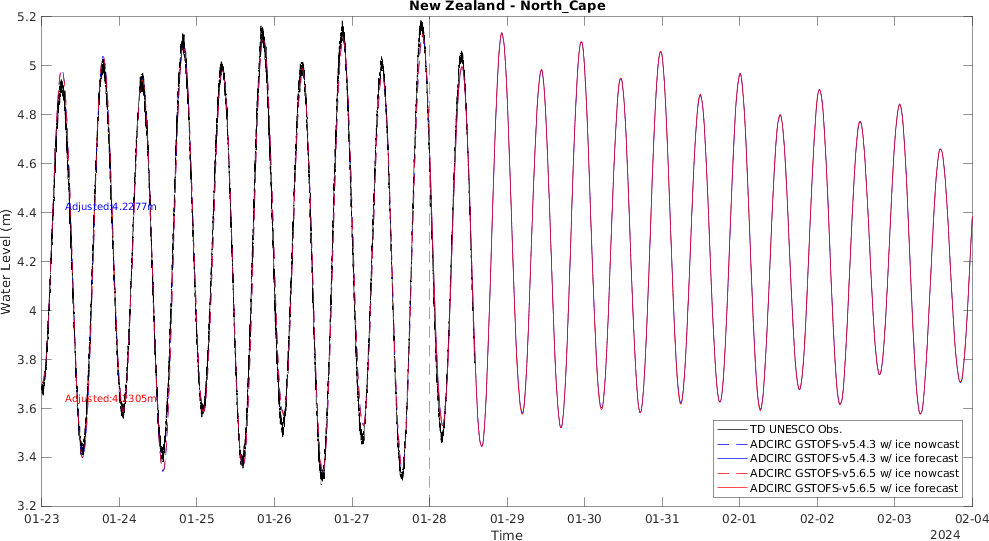 New Zealand - North_Cape
5.2
5
4.8
4.6
4.4
4.2
4
3.8
3.6
3.4
3.2
Water Level (m)
Adjusted:4.2277m
Adjusted:4.2305m
TD UNESCO Obs.
ADCIRC GSTOFS-v5.4.3 w/ ice nowcast
ADCIRC GSTOFS-v5.4.3 w/ ice forecast
ADCIRC GSTOFS-v5.6.5 w/ ice nowcast
ADCIRC GSTOFS-v5.6.5 w/ ice forecast
01-23 01-24 01-25 01-26 01-27 01-28 01-29 01-30 01-31 02-01 02-02 02-03 02-04
Time
2024